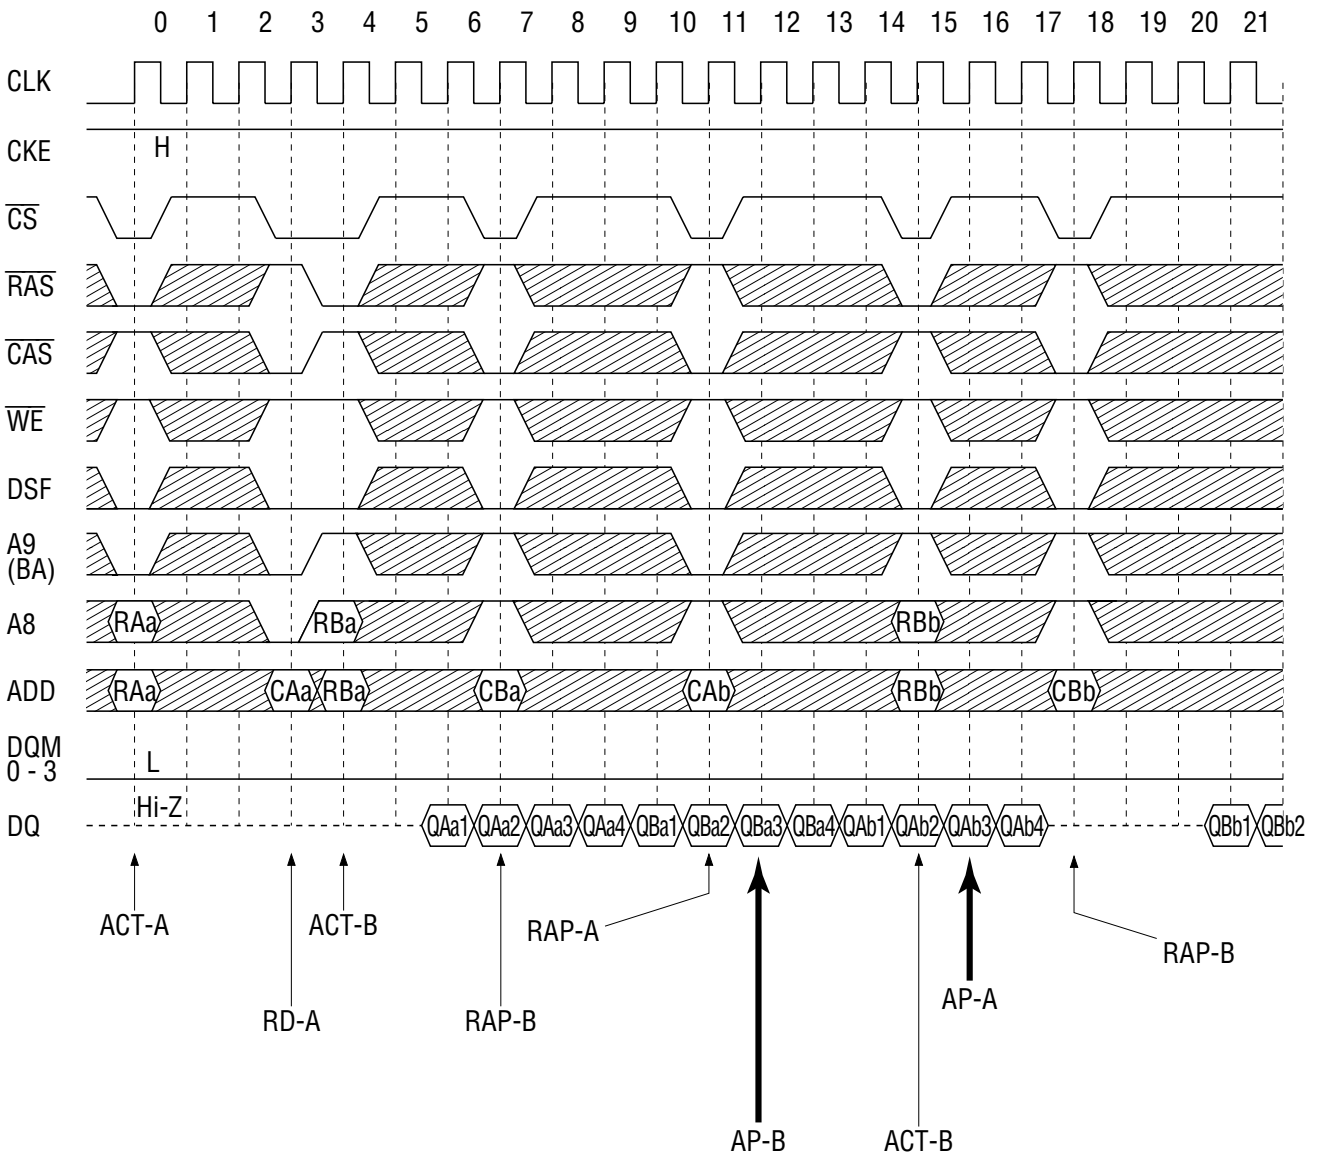 0 1 2 3 4 5 6 7 8 9 10 11 12 13 14 15 16 17 18 19 20 21
CLK
CKE H
CS
RAS
CAS
WE
DSF
A9
(BA)
A8 RAa RBa RBb
ADD RAa CAa RBa CBa CAb RBb CBb
DQM
0 - 3 L
DQ Hi-Z QAa1 QAa2 QAa3 QAa4 QBa1 QBa2 QBa3 QBa4 QAb1 QAb2 QAb3 QAb4 QBb1 QBb2
ACT-A ACT-B RAP-A RAP-B
AP-A
RD-A RAP-B
AP-B ACT-B